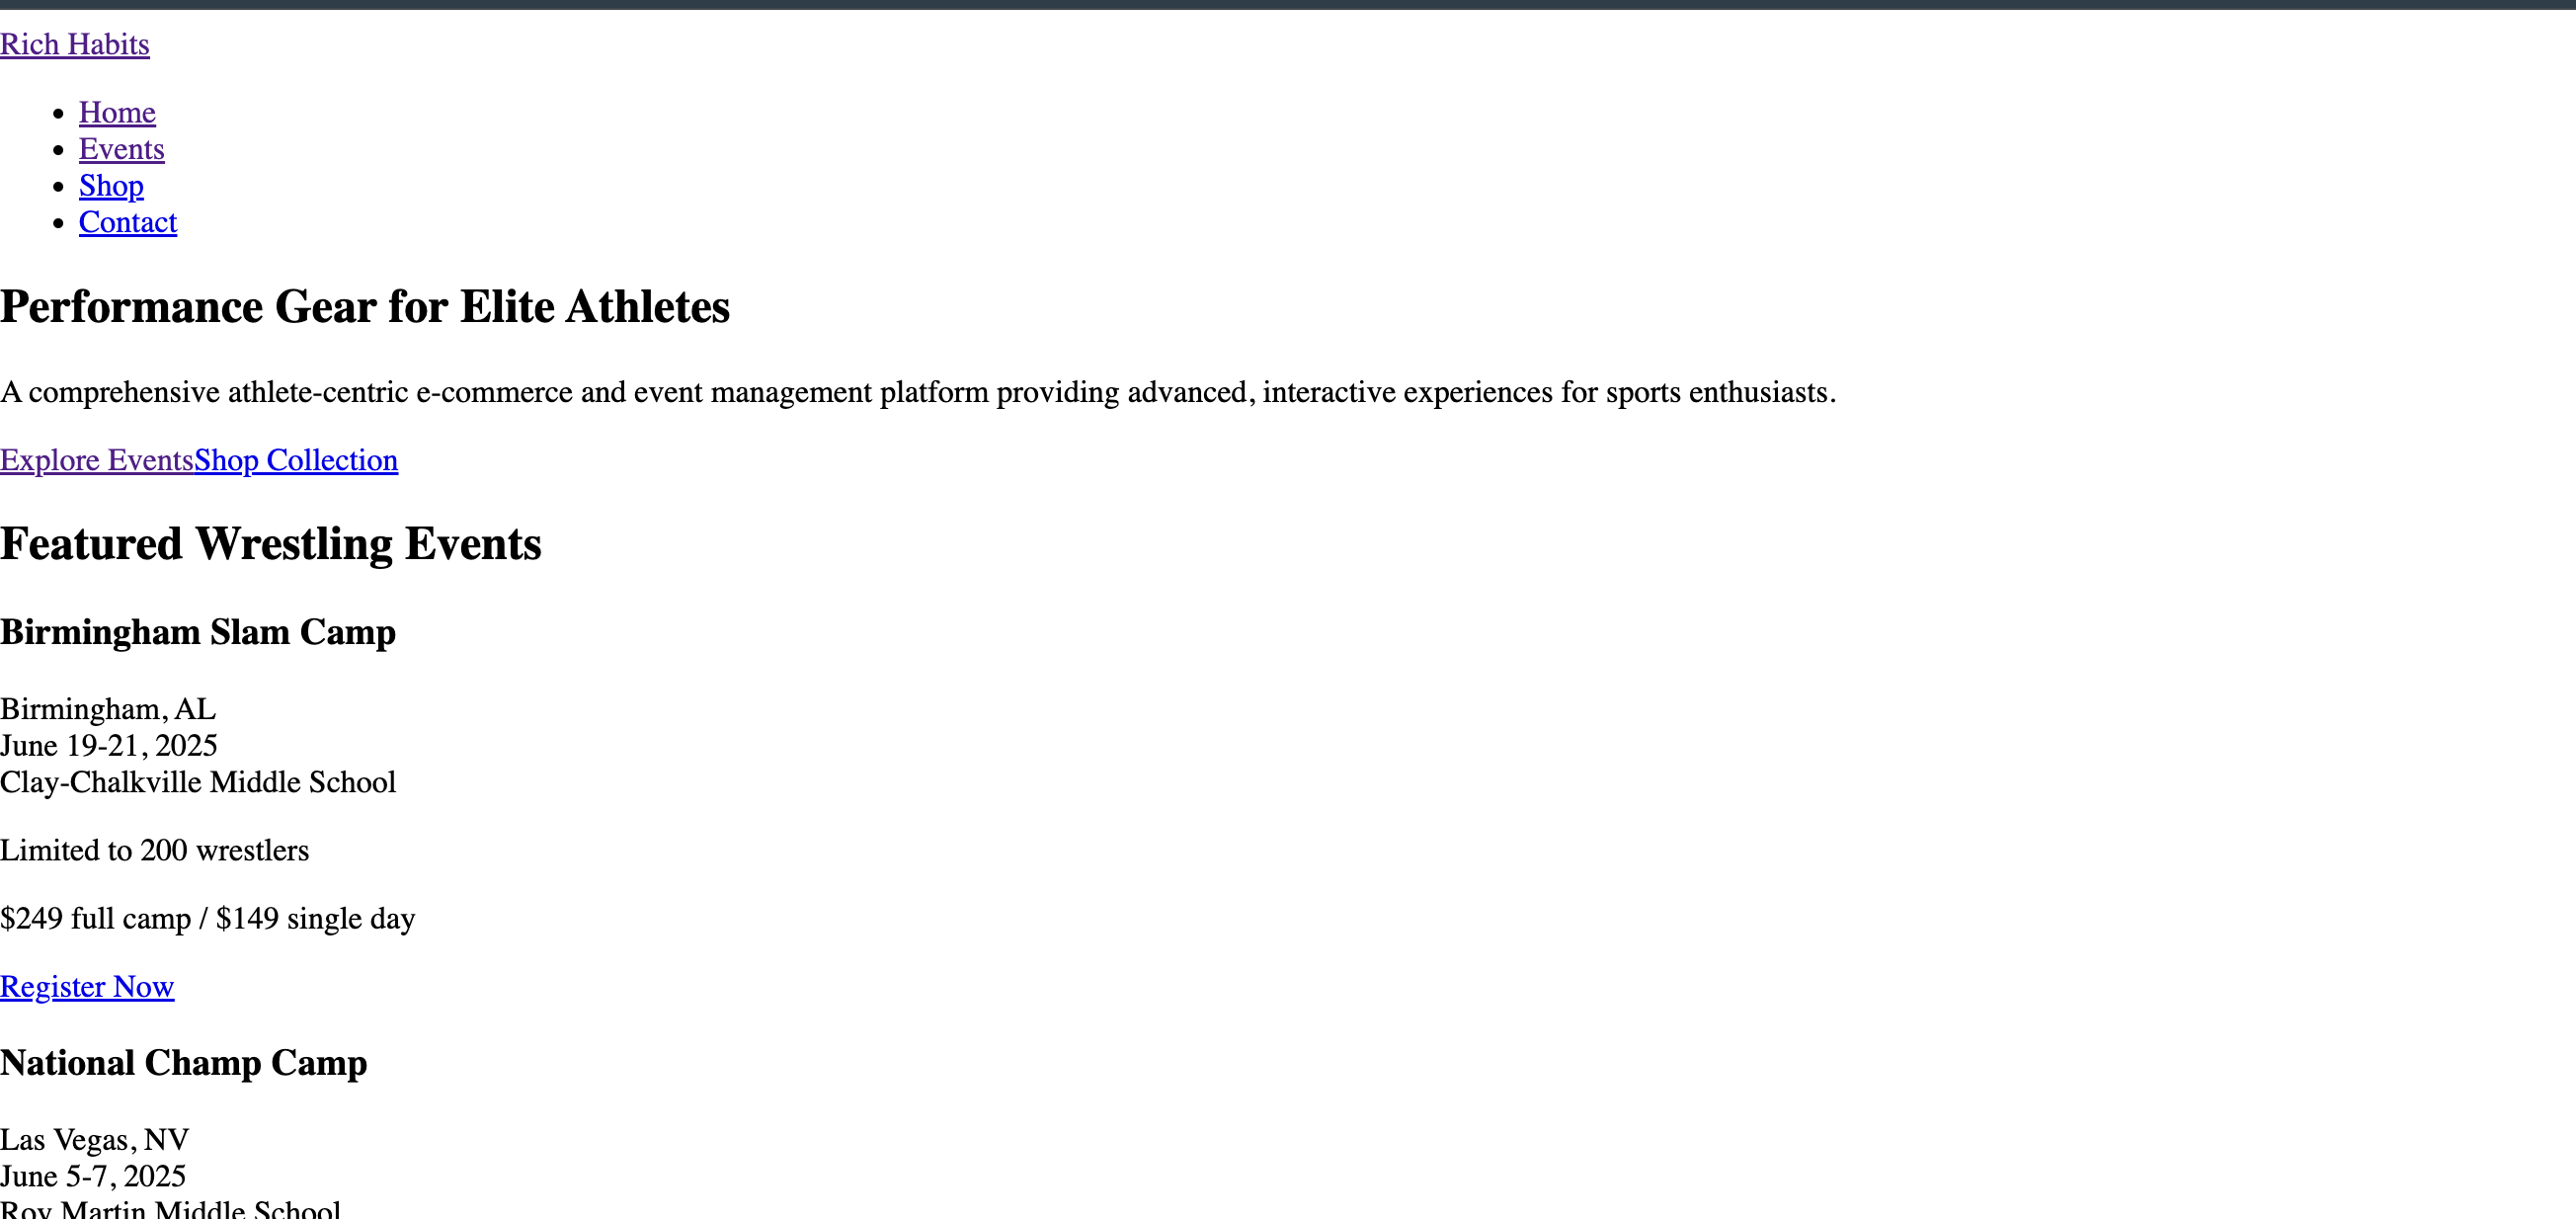 Rich Habits
Home
Events
Shop
Contact
Performance Gear for Elite Athletes
A comprehensive athlete-centric e-commerce and event management platform providing advanced, interactive experiences for sports enthusiasts.
Explore EventsShop Collection
Featured Wrestling Events
Birmingham Slam Camp
Birmingham, AL
June 19-21, 2025
Clay-Chalkville Middle School
Limited to 200 wrestlers
$249 full camp / $149 single day
Register Now
National Champ Camp
Las Vegas, NV
June 5-7, 2025
Roy Martin Middle School